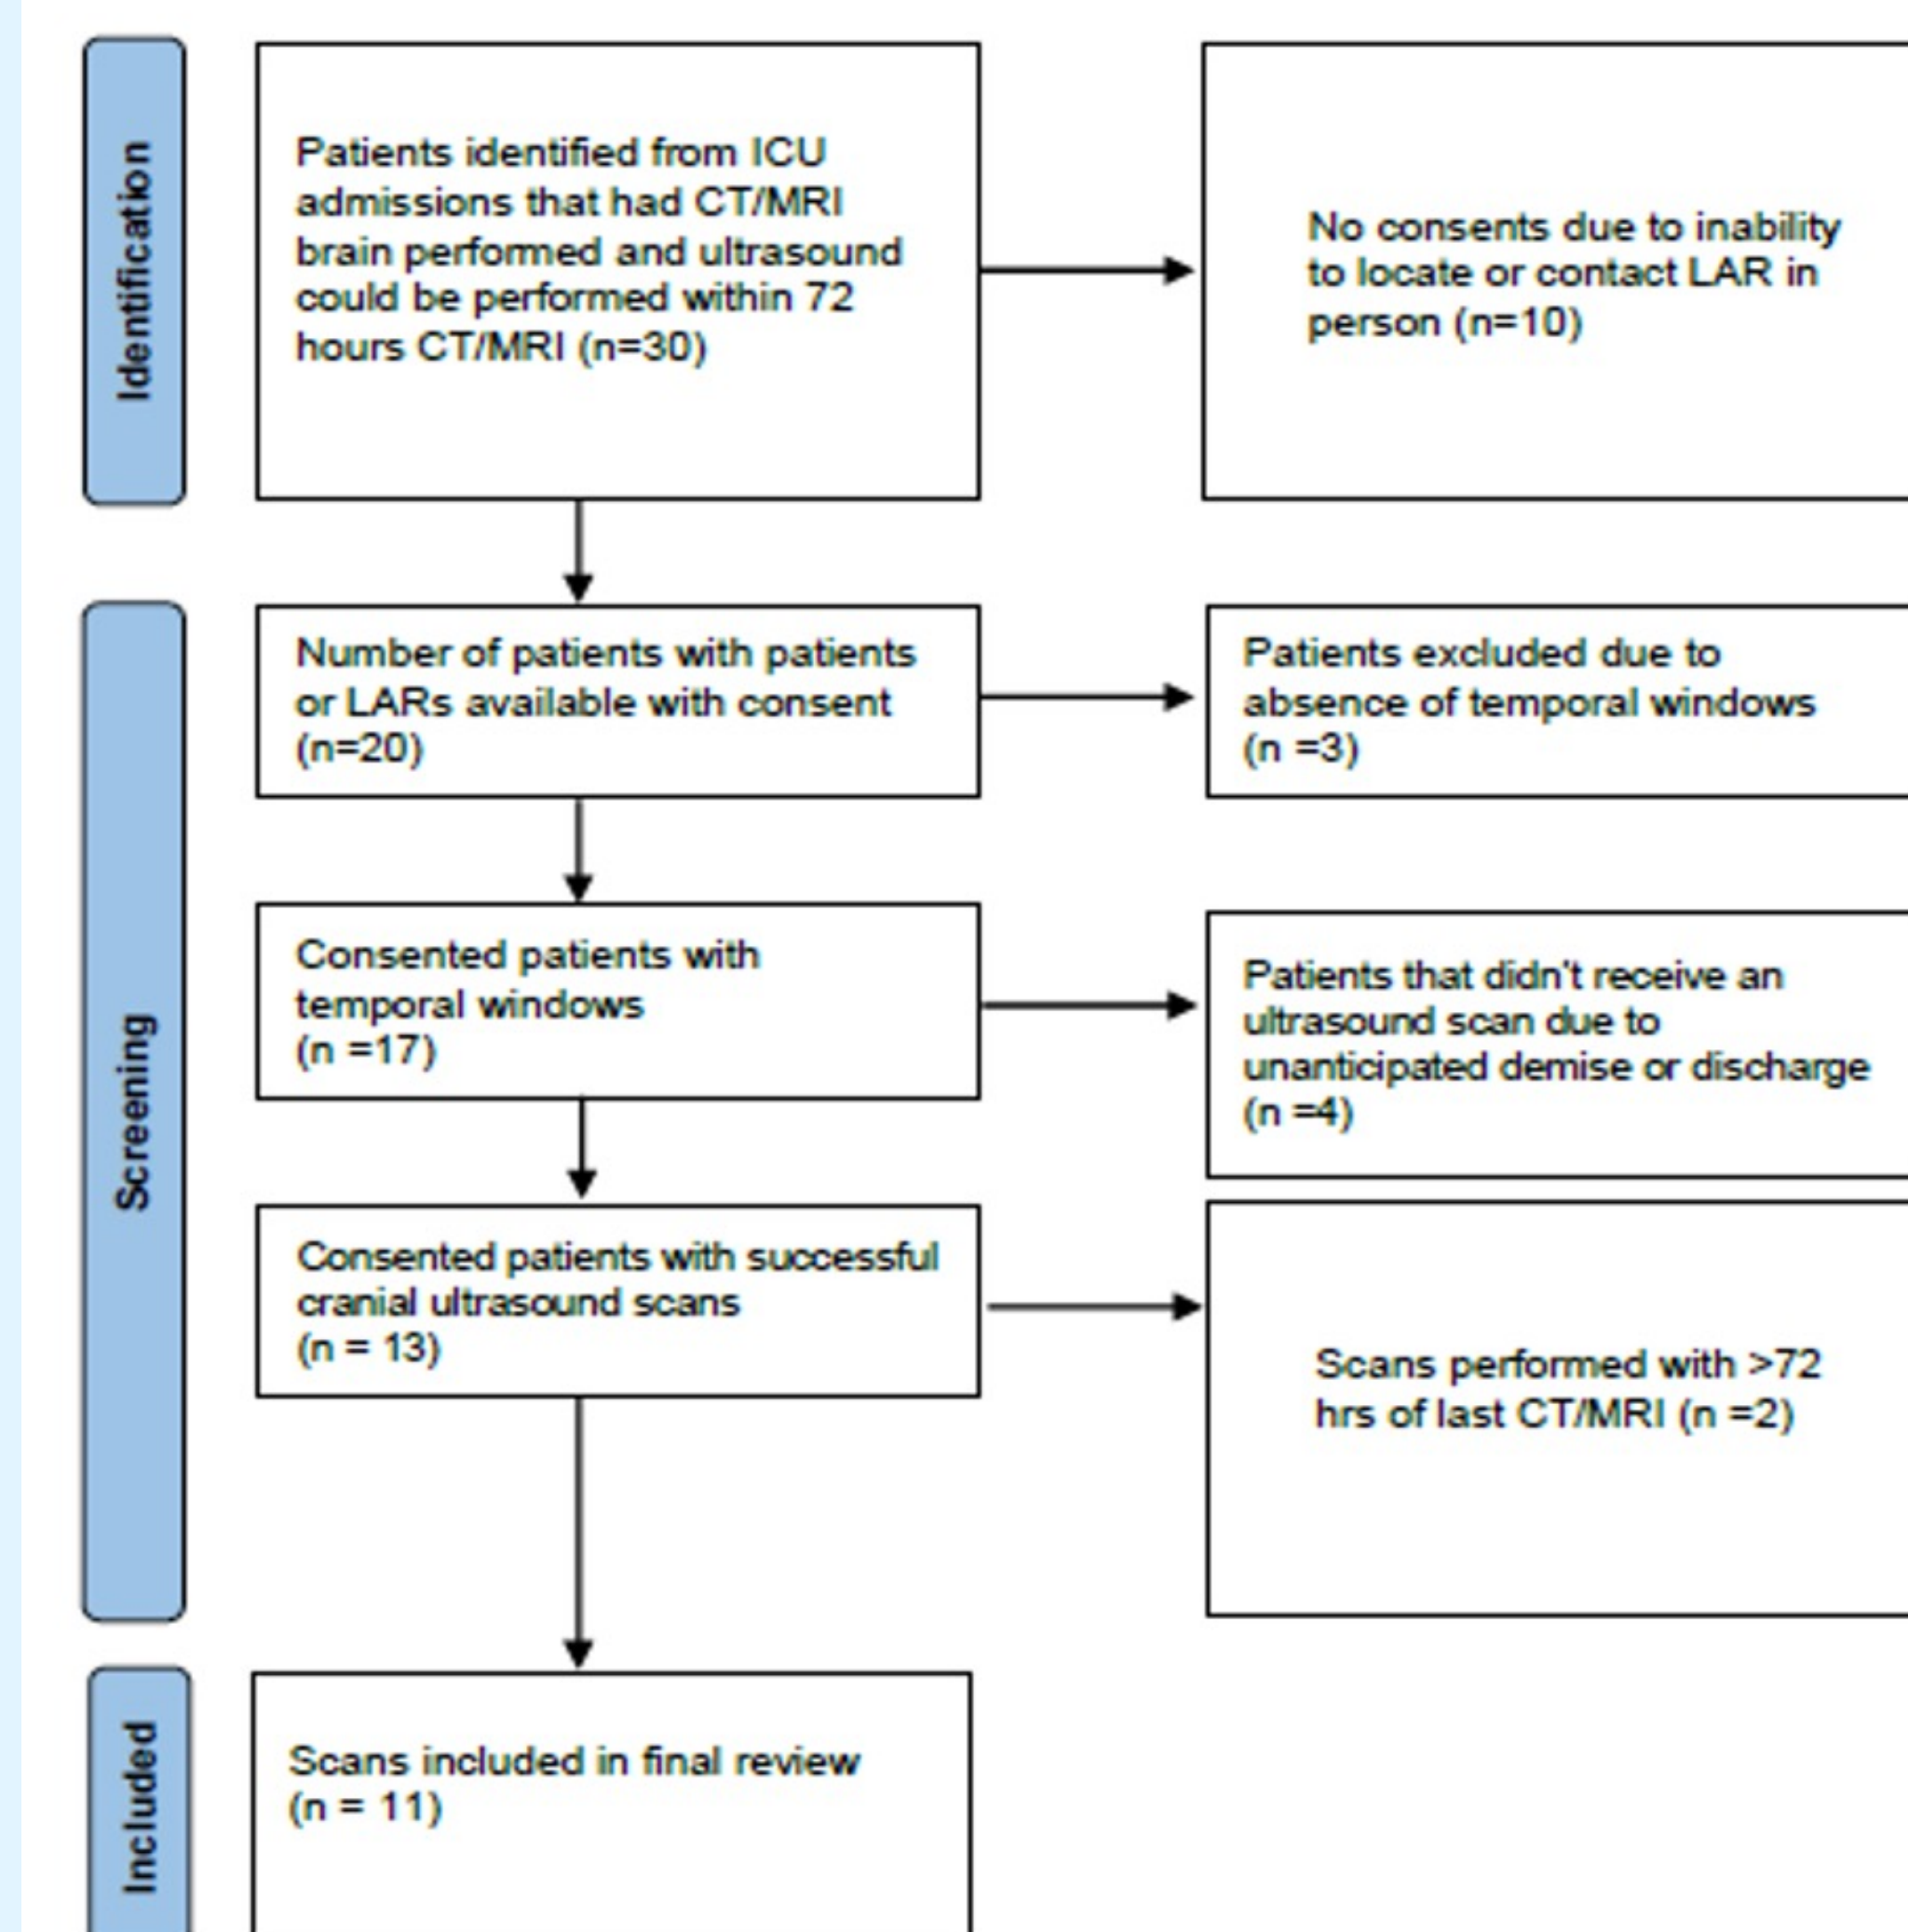 Identification
Patients identified from ICU
admissions that had CT/MRI
brain performed and ultrasound
could be performed within 72
hours CT/MRI (n=30)
No consents due to inability
to locate or contact LAR in
person (n=10)
Screening
Number of patients with patients
or LARs available with consent
(n=20)
Patients excluded due to
absence of temporal windows
(n =3)
Consented patients with
temporal windows
(n =17)
Patients that didn't receive an
ultrasound scan due to
unanticipated demise or discharge
(n =4)
Consented patients with successful
cranial ultrasound scans
(n = 13)
Scans performed with >72
hrs of last CT/MRI (n =2)
Included
Scans included in final review
(n = 11)